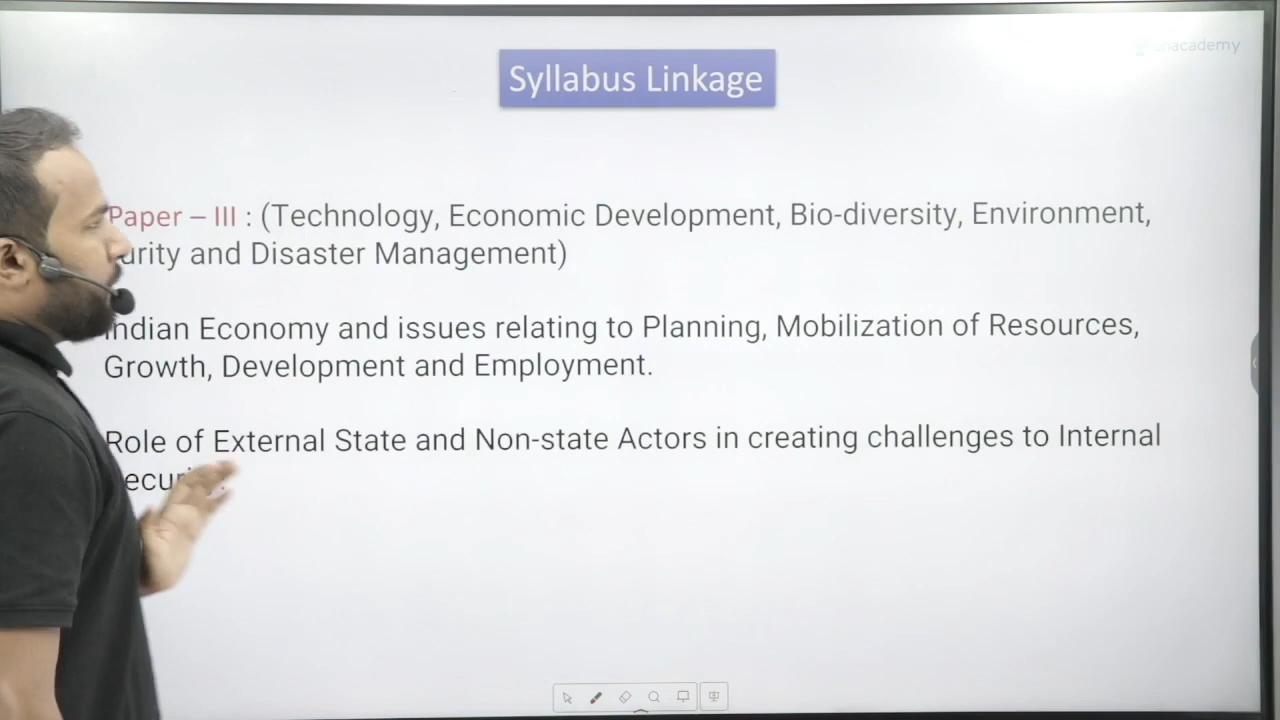 unacademy
Syllabus Linkage
Paper – III : (Technology, Economic Development, Bio-diversity, Environment,
and Disaster Management)
Indian Economy and issues relating to Planning, Mobilization of Resources,
Growth, Development and Employment.
Role of External State and Non-state Actors in creating challenges to Internal